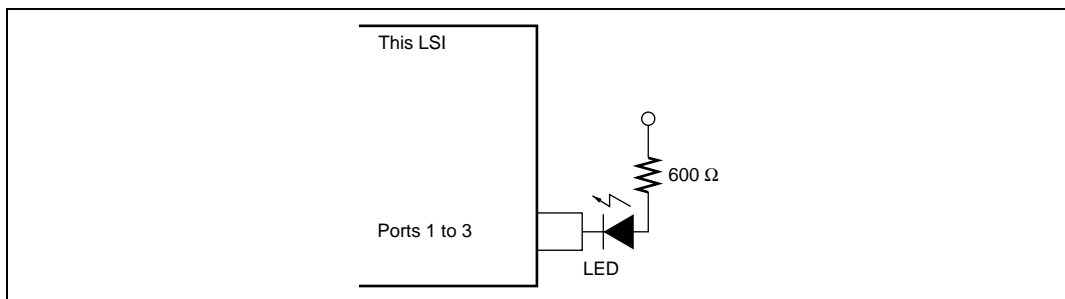 This LSI
600 Ω
Ports 1 to 3
LED